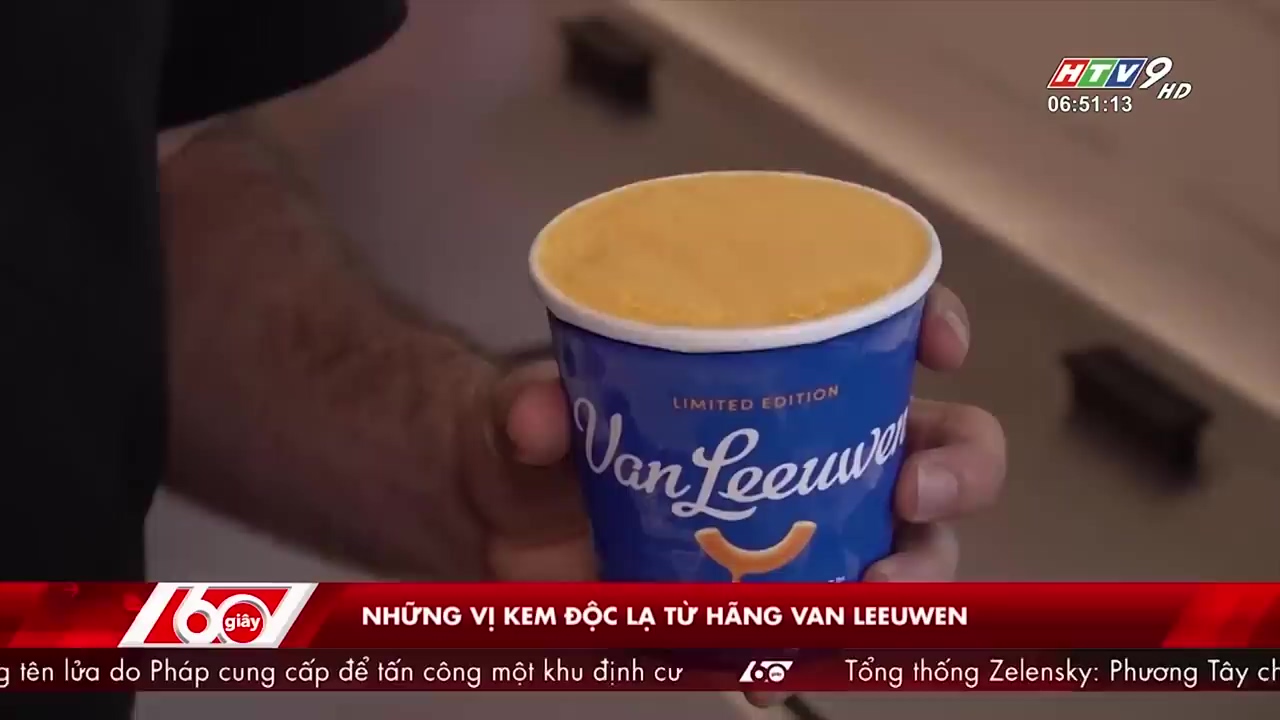 HTV9 HD
06:51:13
LIMITED EDITION
Van Leeuwen
60 giây
NHỮNG VỊ KEM ĐỘC LẠ TỪ HÃNG VAN LEEUWEN
tên lửa do Pháp cung cấp để tấn công một khu định cư 60 giây Tổng thống Zelensky: Phương Tây